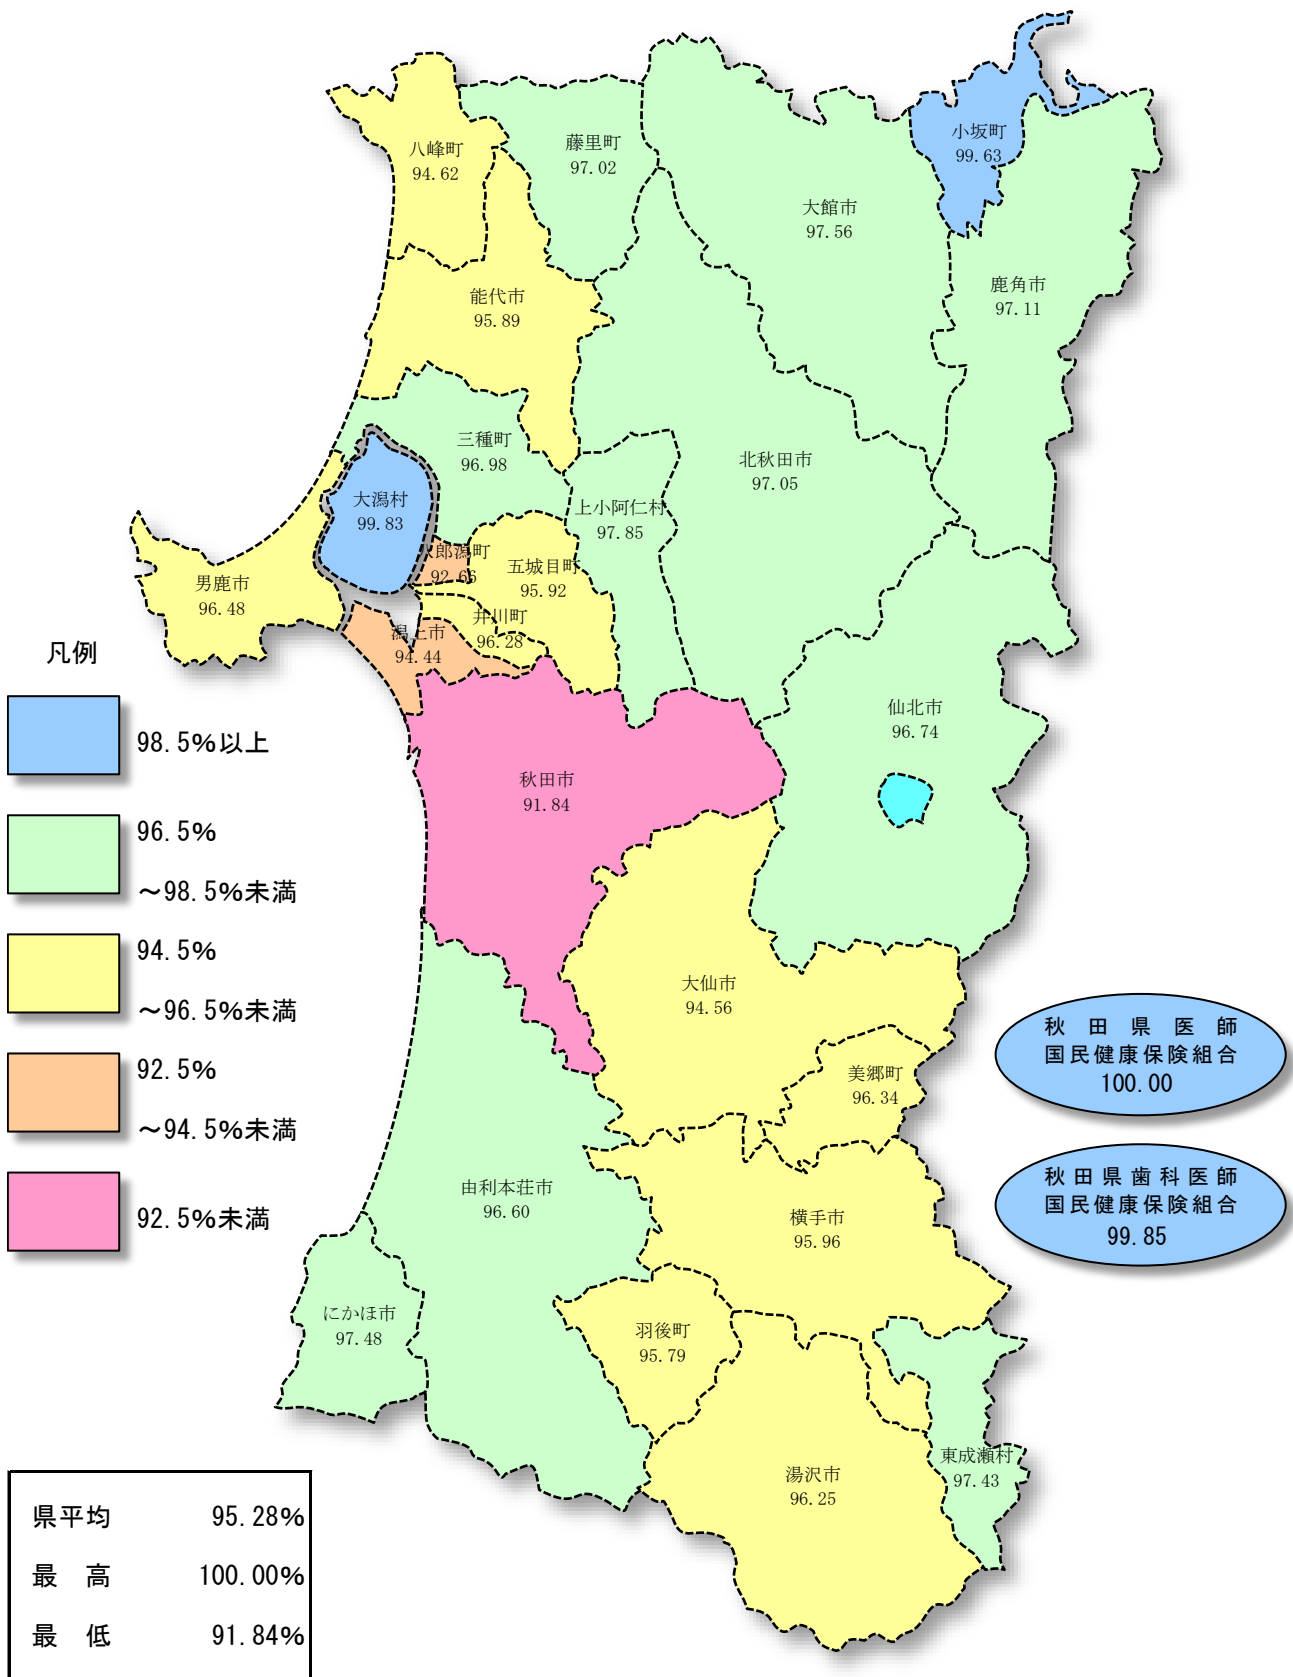 小坂町
99.63
藤里町
97.02
八峰町
94.62
大館市
97.56
鹿角市
97.11
能代市
95.89
三種町
96.98
北秋田市
97.05
大潟村
99.83
上小阿仁村
97.85
郎潟町
92.66
五城目町
95.92
男鹿市
96.48
井川町
96.28
潟上市
94.44
仙北市
96.74
秋田市
91.84
大仙市
94.56
美郷町
96.34
由利本荘市
96.60
横手市
95.96
にかほ市
97.48
羽後町
95.79
東成瀬村
97.43
湯沢市
96.25
凡例
98.5%以上
96.5%
～98.5%未満
94.5%
～96.5%未満
92.5%
～94.5%未満
92.5%未満
秋田県医師
国民健康保険組合
100.00
秋田県歯科医師
国民健康保険組合
99.85
県平均 95.28%
最 高 100.00%
最 低 91.84%